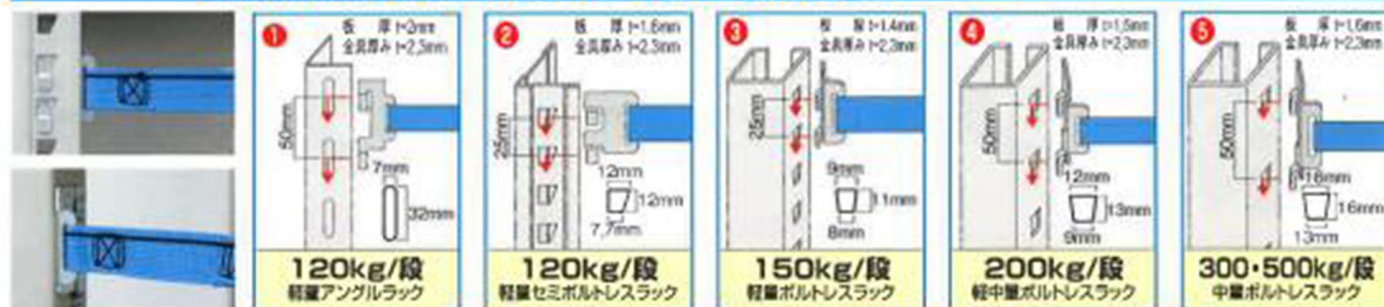 1
板 厚 t=2mm
金具厚み t=2.3mm
50mm
7mm
32mm
120kg/段
軽量アングルラック
2
板 厚 t=1.6mm
金具厚み t=2.3mm
25mm
12mm
12mm
7.7mm
120kg/段
軽量セミボルトレスラック
3
板 厚 t=1.4mm
金具厚み t=2.3mm
25mm
9mm
11mm
8mm
150kg/段
軽量ボルトレスラック
4
板 厚 t=1.5mm
金具厚み t=2.3mm
50mm
12mm
13mm
9mm
200kg/段
軽中量ボルトレスラック
5
板 厚 t=1.6mm
金具厚み t=2.3mm
50mm
16mm
16mm
13mm
300・500kg/段
中量ボルトレスラック